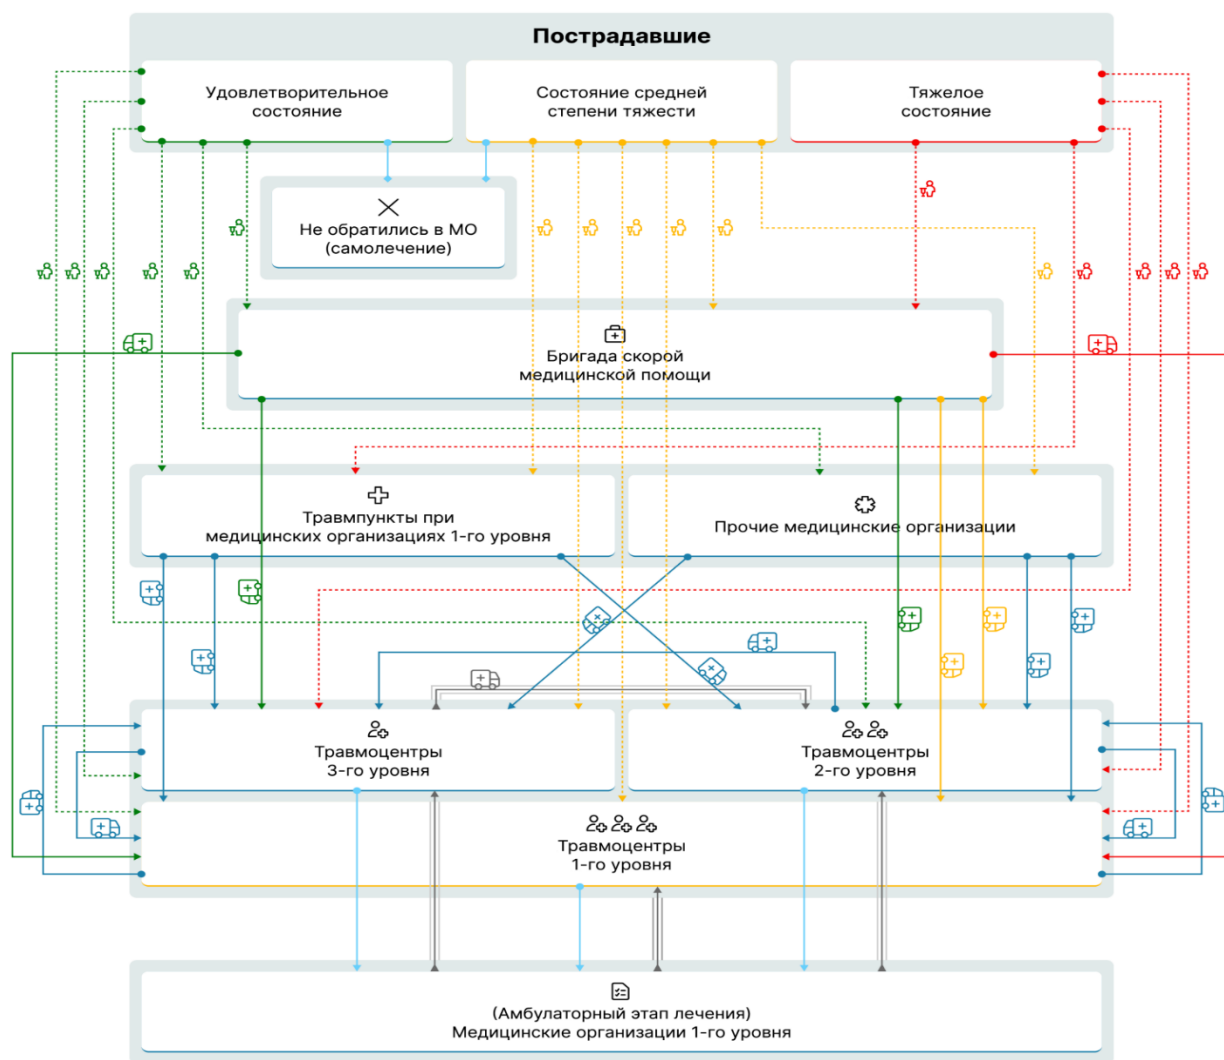 Пострадавшие
Удовлетворительное
состояние
Состояние средней
степени тяжести
Тяжелое
состояние
Не обратились в МО
(самолечение)
Бригада скорой
медицинской помощи
Травмпункты при
медицинских организациях 1-го уровня
Прочие медицинские организации
Травмоцентры
3-го уровня
Травмоцентры
2-го уровня
Травмоцентры
1-го уровня
(Амбулаторный этап лечения)
Медицинские организации 1-го уровня